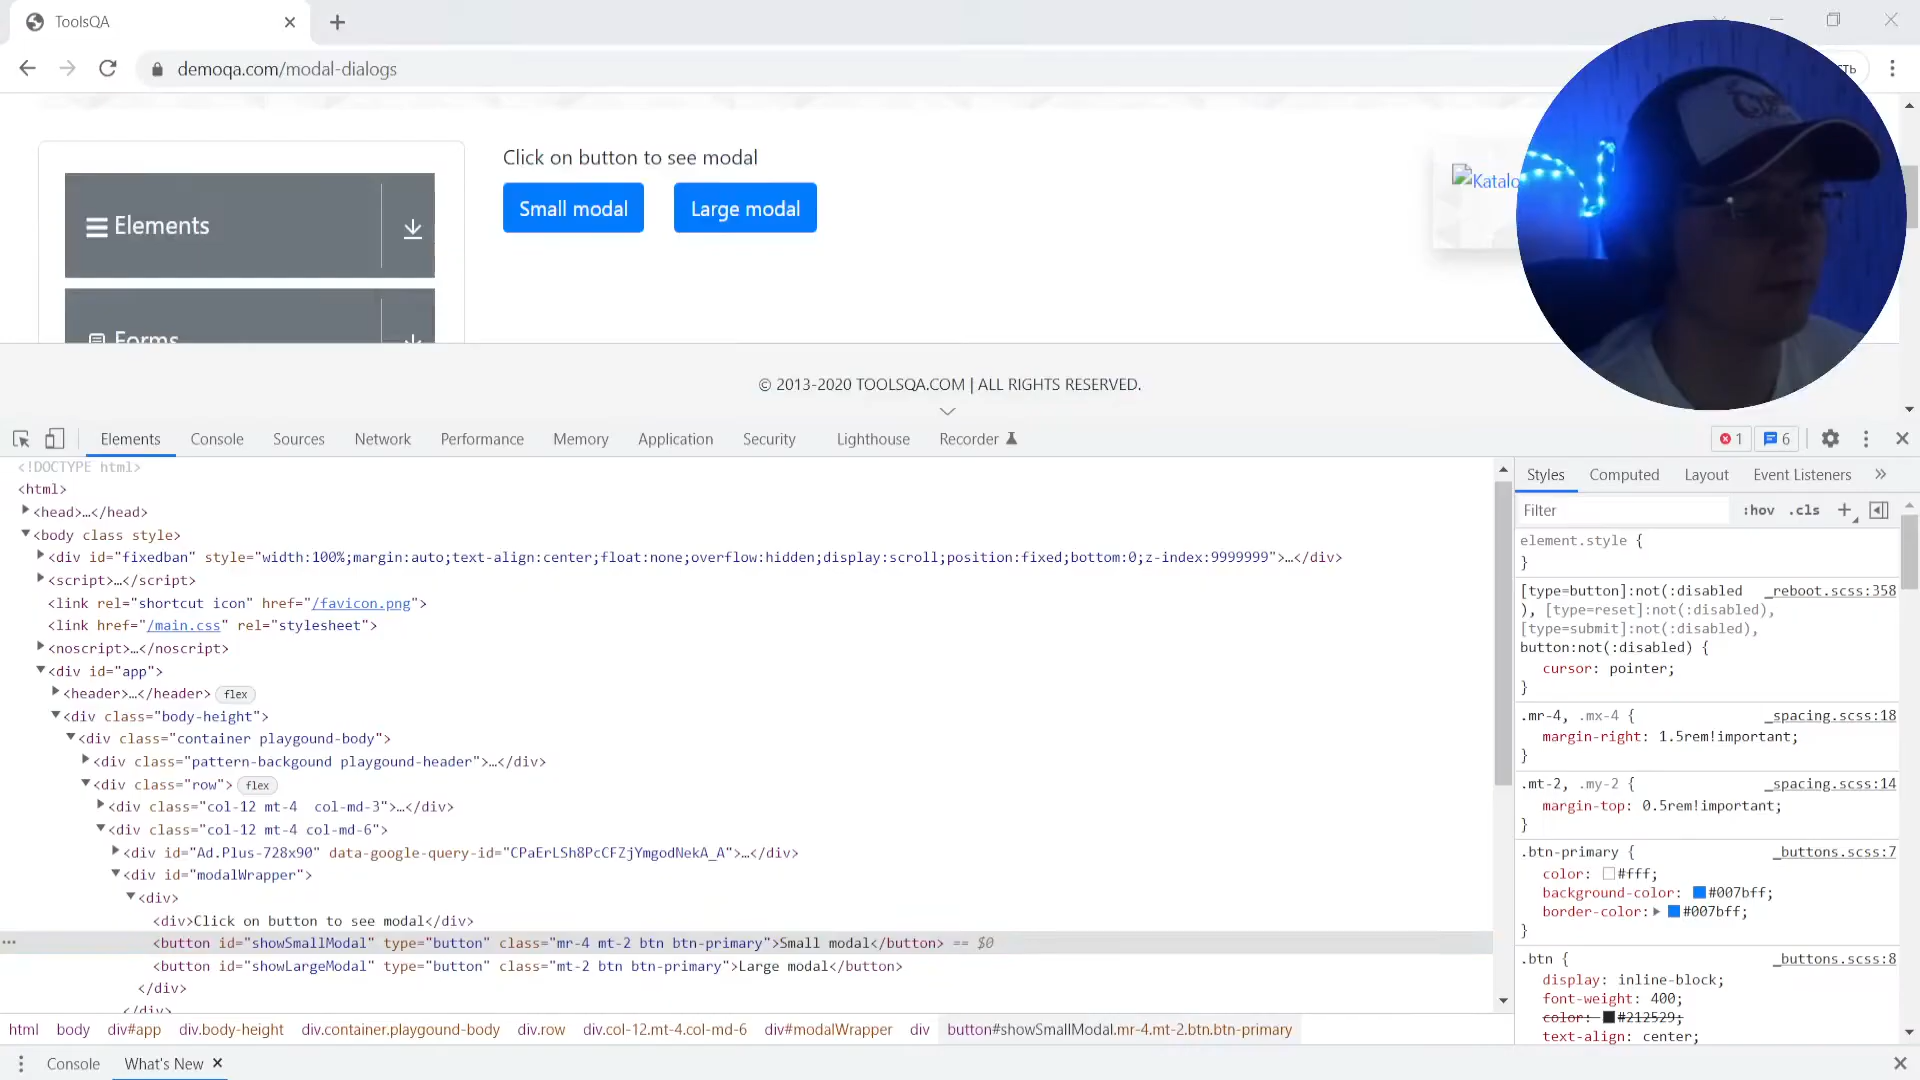 ToolsQA
demoqa.com/modal-dialogs
Click on button to see modal
Small modal
Large modal
Katalo
Elements
Forms
© 2013-2020 TOOLSQA.COM | ALL RIGHTS RESERVED.
Elements Console Sources Network Performance Memory Application Security Lighthouse Recorder 1 6
<!DOCTYPE html>
<html>
<head>…</head>
<body class style>
<div id="fixedban" style="width:100%;margin:auto;text-align:center;float:none;overflow:hidden;display:scroll;position:fixed;bottom:0;z-index:9999999">…</div>
<script>…</script>
<link rel="shortcut icon" href="/favicon.png">
<link href="/main.css" rel="stylesheet">
<noscript>…</noscript>
<div id="app">
<header>…</header> flex
<div class="body-height">
<div class="container playgound-body">
<div class="pattern-backgound playgound-header">…</div>
<div class="row"> flex
<div class="col-12 mt-4  col-md-3">…</div>
<div class="col-12 mt-4 col-md-6">
<div id="Ad.Plus-728x90" data-google-query-id="CPaErLSh8PcCFZjYmgodNekA_A">…</div>
<div id="modalWrapper">
<div>
<div>Click on button to see modal</div>
<button id="showSmallModal" type="button" class="mr-4 mt-2 btn btn-primary">Small modal</button> == $0
<button id="showLargeModal" type="button" class="mt-2 btn btn-primary">Large modal</button>
</div>
</div>
html body div#app div.body-height div.container.playgound-body div.row div.col-12.mt-4.col-md-6 div#modalWrapper div button#showSmallModal.mr-4.mt-2.btn.btn-primary
Console What's New
Styles Computed Layout Event Listeners
Filter :hov .cls
element.style {
}
[type=button]:not(:disabled _reboot.scss:358
), [type=reset]:not(:disabled),
[type=submit]:not(:disabled),
button:not(:disabled) {
cursor: pointer;
}
.mr-4, .mx-4 { _spacing.scss:18
margin-right: 1.5rem!important;
}
.mt-2, .my-2 { _spacing.scss:14
margin-top: 0.5rem!important;
}
.btn-primary { _buttons.scss:7
color: #fff;
background-color: #007bff;
border-color: #007bff;
}
.btn { _buttons.scss:8
display: inline-block;
font-weight: 400;
color: #212529;
text-align: center;